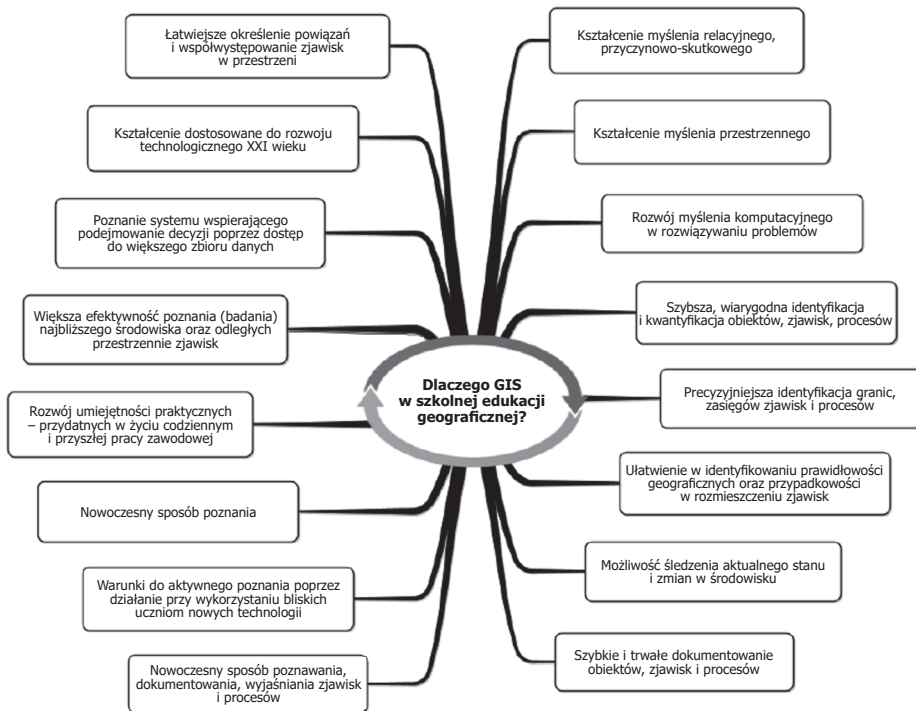 Łatwiejsze określenie powiązań
i współwystępowanie zjawisk
w przestrzeni
Kształcenie dostosowane do rozwoju
technologicznego XXI wieku
Poznanie systemu wspierającego
podejmowanie decyzji poprzez dostęp
do większego zbioru danych
Większa efektywność poznania (badania)
najbliższego środowiska oraz odległych
przestrzennie zjawisk
Rozwój umiejętności praktycznych
– przydatnych w życiu codziennym
i przyszłej pracy zawodowej
Nowoczesny sposób poznania
Warunki do aktywnego poznania poprzez
działanie przy wykorzystaniu bliskich
uczniom nowych technologii
Nowoczesny sposób poznawania,
dokumentowania, wyjaśniania zjawisk
i procesów
Dlaczego GIS
w szkolnej edukacji
geograficznej?
Kształcenie myślenia relacyjnego,
przyczynowo-skutkowego
Kształcenie myślenia przestrzennego
Rozwój myślenia komputacyjnego
w rozwiązywaniu problemów
Szybsza, wiarygodna identyfikacja
i kwantyfikacja obiektów, zjawisk, procesów
Precyzyjniejsza identyfikacja granic,
zasięgów zjawisk i procesów
Ułatwienie w identyfikowaniu prawidłowości
geograficznych oraz przypadkowości
w rozmieszczeniu zjawisk
Możliwość śledzenia aktualnego stanu
i zmian w środowisku
Szybkie i trwałe dokumentowanie
obiektów, zjawisk i procesów